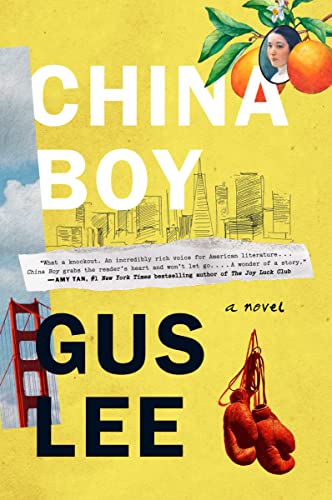 CHINA
BOY
"What a knockout. An incredibly rich voice for American literature...
China Boy grabs the reader's heart and won't let go....A wonder of a story."
—AMY TAN, #1 New York Times bestselling author of The Joy Luck Club
a novel
GUS
LEE